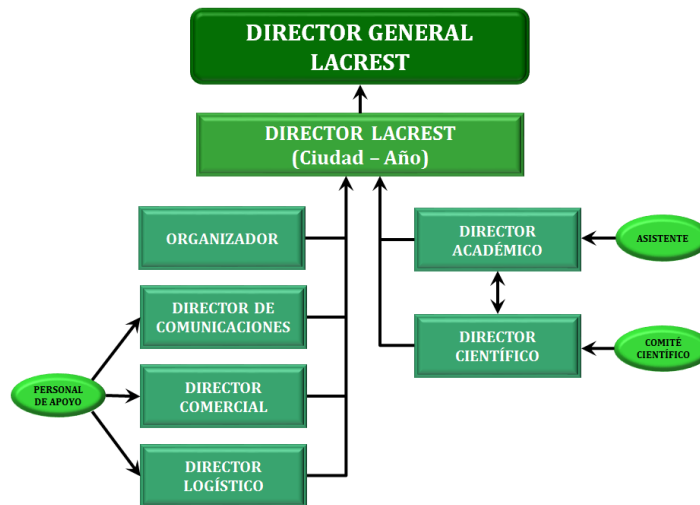 DIRECTOR GENERAL
LACREST
DIRECTOR LACREST
(Ciudad – Año)
ORGANIZADOR
DIRECTOR DE
COMUNICACIONES
DIRECTOR
COMERCIAL
DIRECTOR
LOGÍSTICO
PERSONAL
DE APOYO
DIRECTOR
ACADÉMICO
ASISTENTE
DIRECTOR
CIENTÍFICO
COMITÉ
CIENTÍFICO